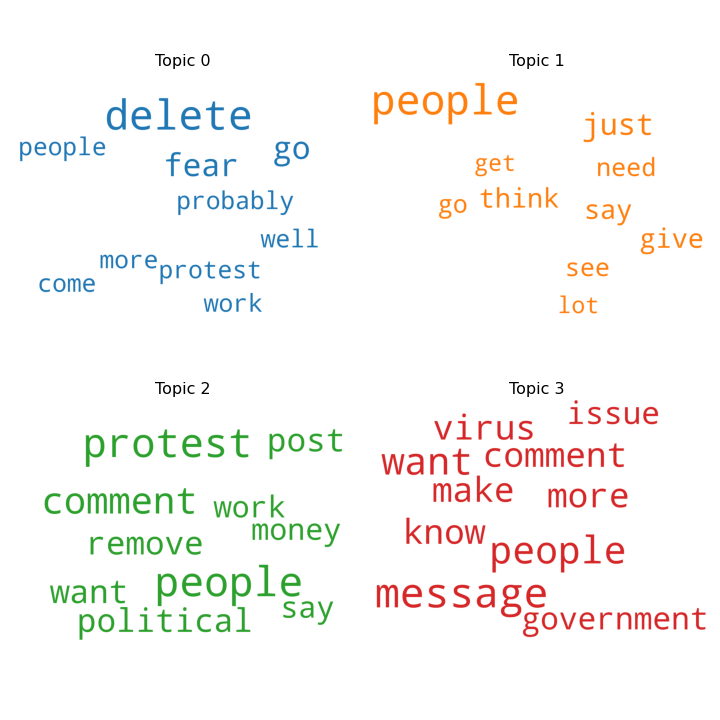 Topic 0
delete
people
fear
go
probably
well
more
protest
come
work
Topic 1
people
just
get
need
go
think
say
give
see
lot
Topic 2
protest
post
comment
work
remove
money
want
people
say
political
Topic 3
virus
issue
want
comment
make
more
know
people
message
government